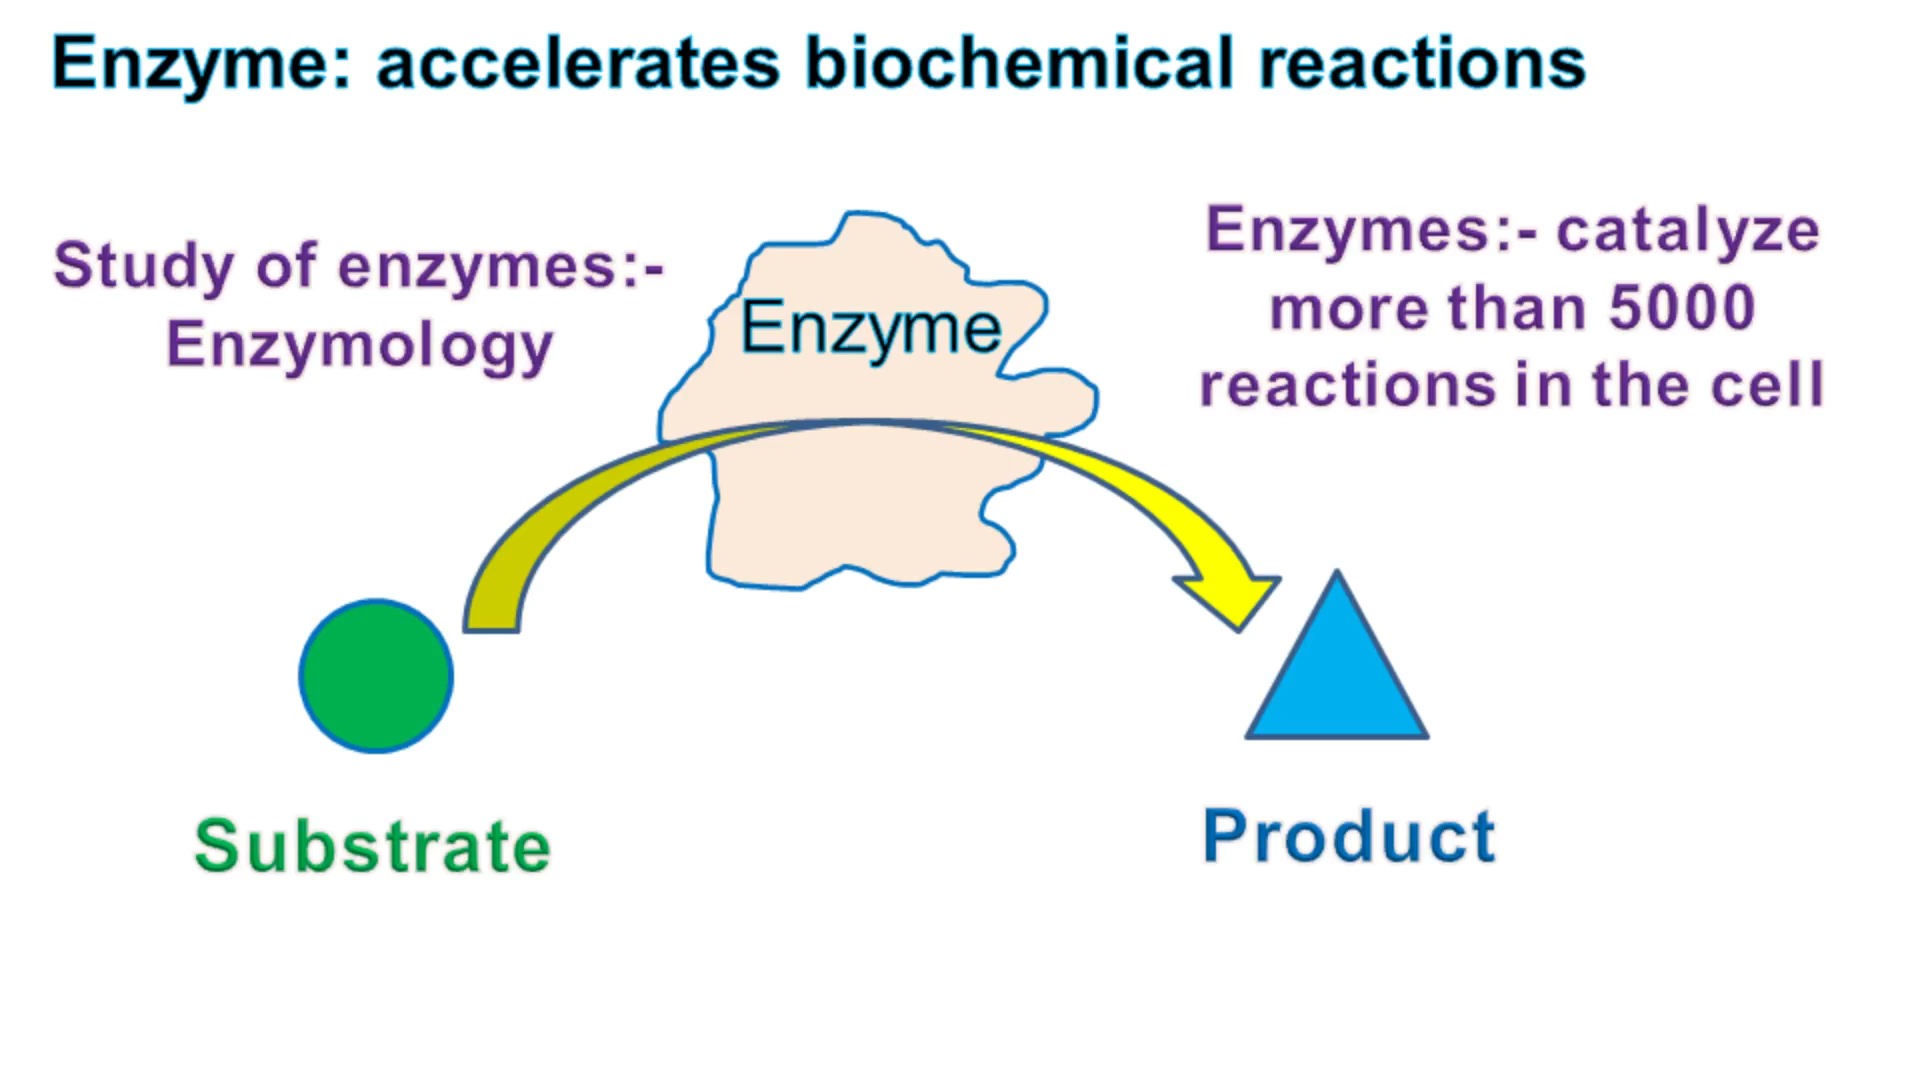 Enzyme: accelerates biochemical reactions
Study of enzymes:-
Enzymology
Enzyme
Enzymes:- catalyze
more than 5000
reactions in the cell
Substrate
Product